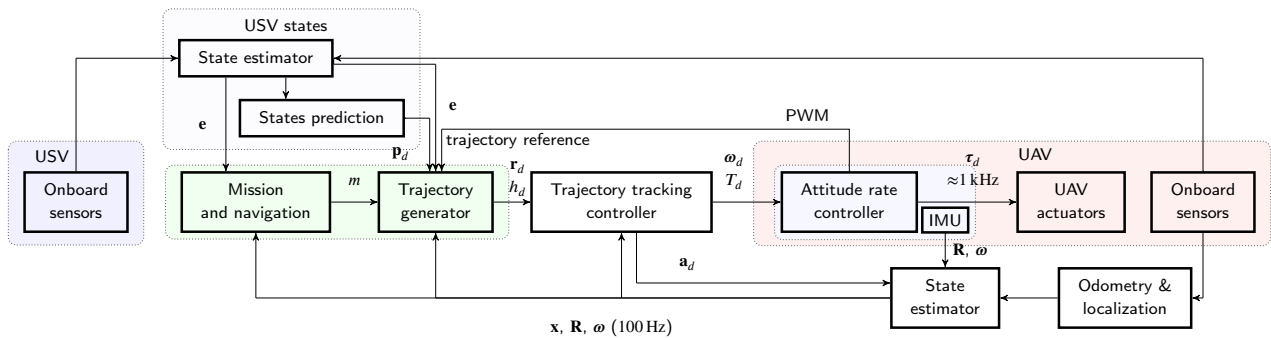 USV states
State estimator
States prediction
e
e
PWM
trajectory reference
p_d
USV
Onboard
sensors
Mission
and navigation
m
Trajectory
generator
r_d
h_d
Trajectory tracking
controller
ω_d
T_d
Attitude rate
controller
IMU
τ_d
≈1 kHz
UAV
UAV
actuators
Onboard
sensors
R, ω
a_d
State
estimator
Odometry &
localization
x, R, ω (100 Hz)